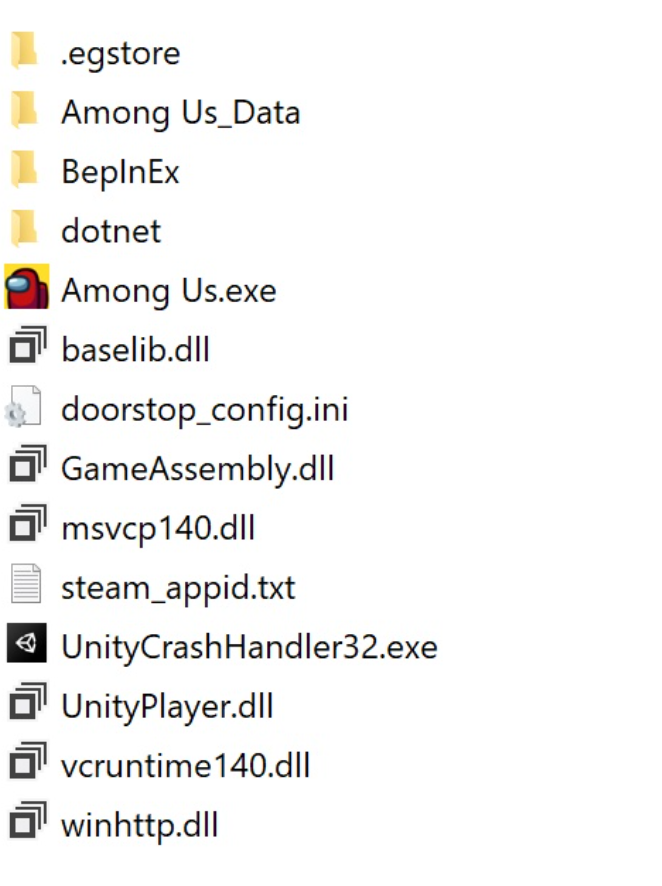 .egstore
Among Us_Data
BepInEx
dotnet
Among Us.exe
baselib.dll
doorstop_config.ini
GameAssembly.dll
msvcp140.dll
steam_appid.txt
UnityCrashHandler32.exe
UnityPlayer.dll
vcruntime140.dll
winhttp.dll